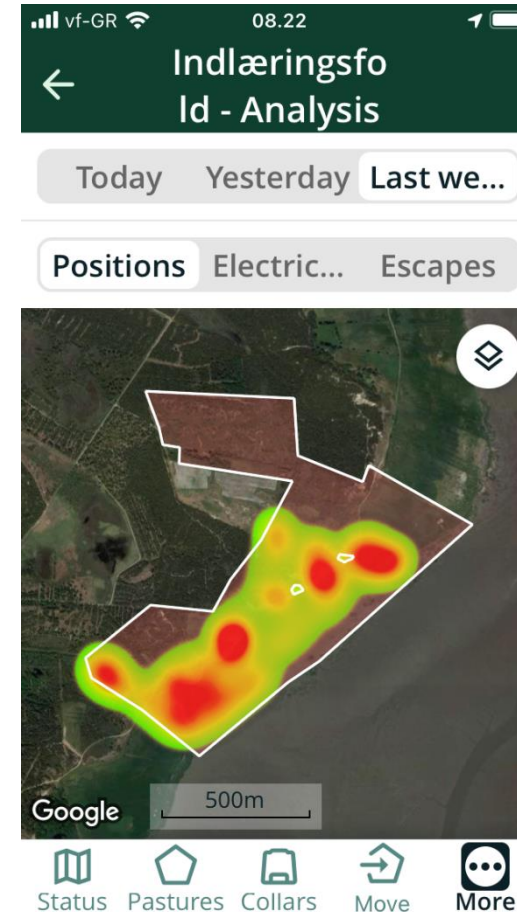 vf-GR 08.22
Indlæringsfo
ld - Analysis
Today Yesterday Last we...
Positions Electric... Escapes
Google 500m
Status Pastures Collars Move More